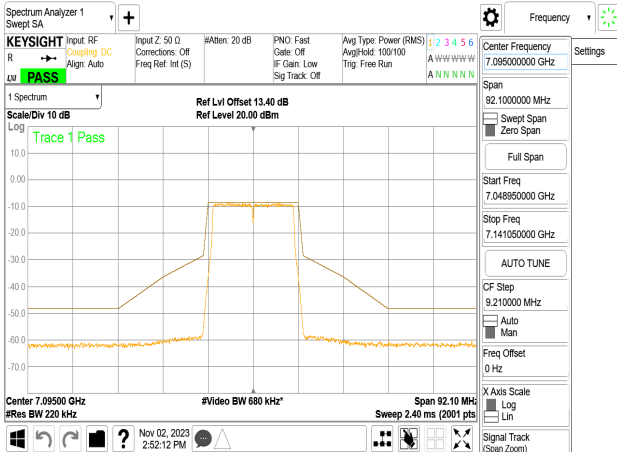 Spectrum Analyzer 1
Swept SA
+
Frequency
KEYSIGHT
R
LXI PASS
Input: RF
Coupling: DC
Align: Auto
Input Z: 50 Ω
Corrections: Off
Freq Ref: Int (S)
#Atten: 20 dB
PNO: Fast
Gate: Off
IF Gain: Low
Sig Track: Off
Avg Type: Power (RMS)
Avg|Hold: 100/100
Trig: Free Run
1 2 3 4 5 6
A W W W W W
A N N N N N
1 Spectrum
Scale/Div 10 dB
Ref Lvl Offset 13.40 dB
Ref Level 20.00 dBm
Log
Trace 1 Pass
10.0
0.00
-10.0
-20.0
-30.0
-40.0
-50.0
-60.0
-70.0
Center 7.09500 GHz
#Res BW 220 kHz
#Video BW 680 kHz*
Span 92.10 MHz
Sweep 2.40 ms (2001 pts
Nov 02, 2023
2:52:12 PM
?
Center Frequency
7.095000000 GHz
Settings
Span
92.1000000 MHz
Swept Span
Zero Span
Full Span
Start Freq
7.048950000 GHz
Stop Freq
7.141050000 GHz
AUTO TUNE
CF Step
9.210000 MHz
Auto
Man
Freq Offset
0 Hz
X Axis Scale
Log
Lin
Signal Track
(Span Zoom)